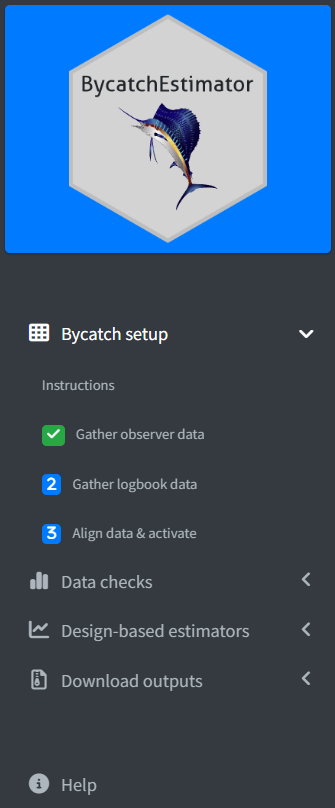 BycatchEstimator
Bycatch setup
Instructions
Gather observer data
2 Gather logbook data
3 Align data & activate
Data checks
Design-based estimators
Download outputs
Help